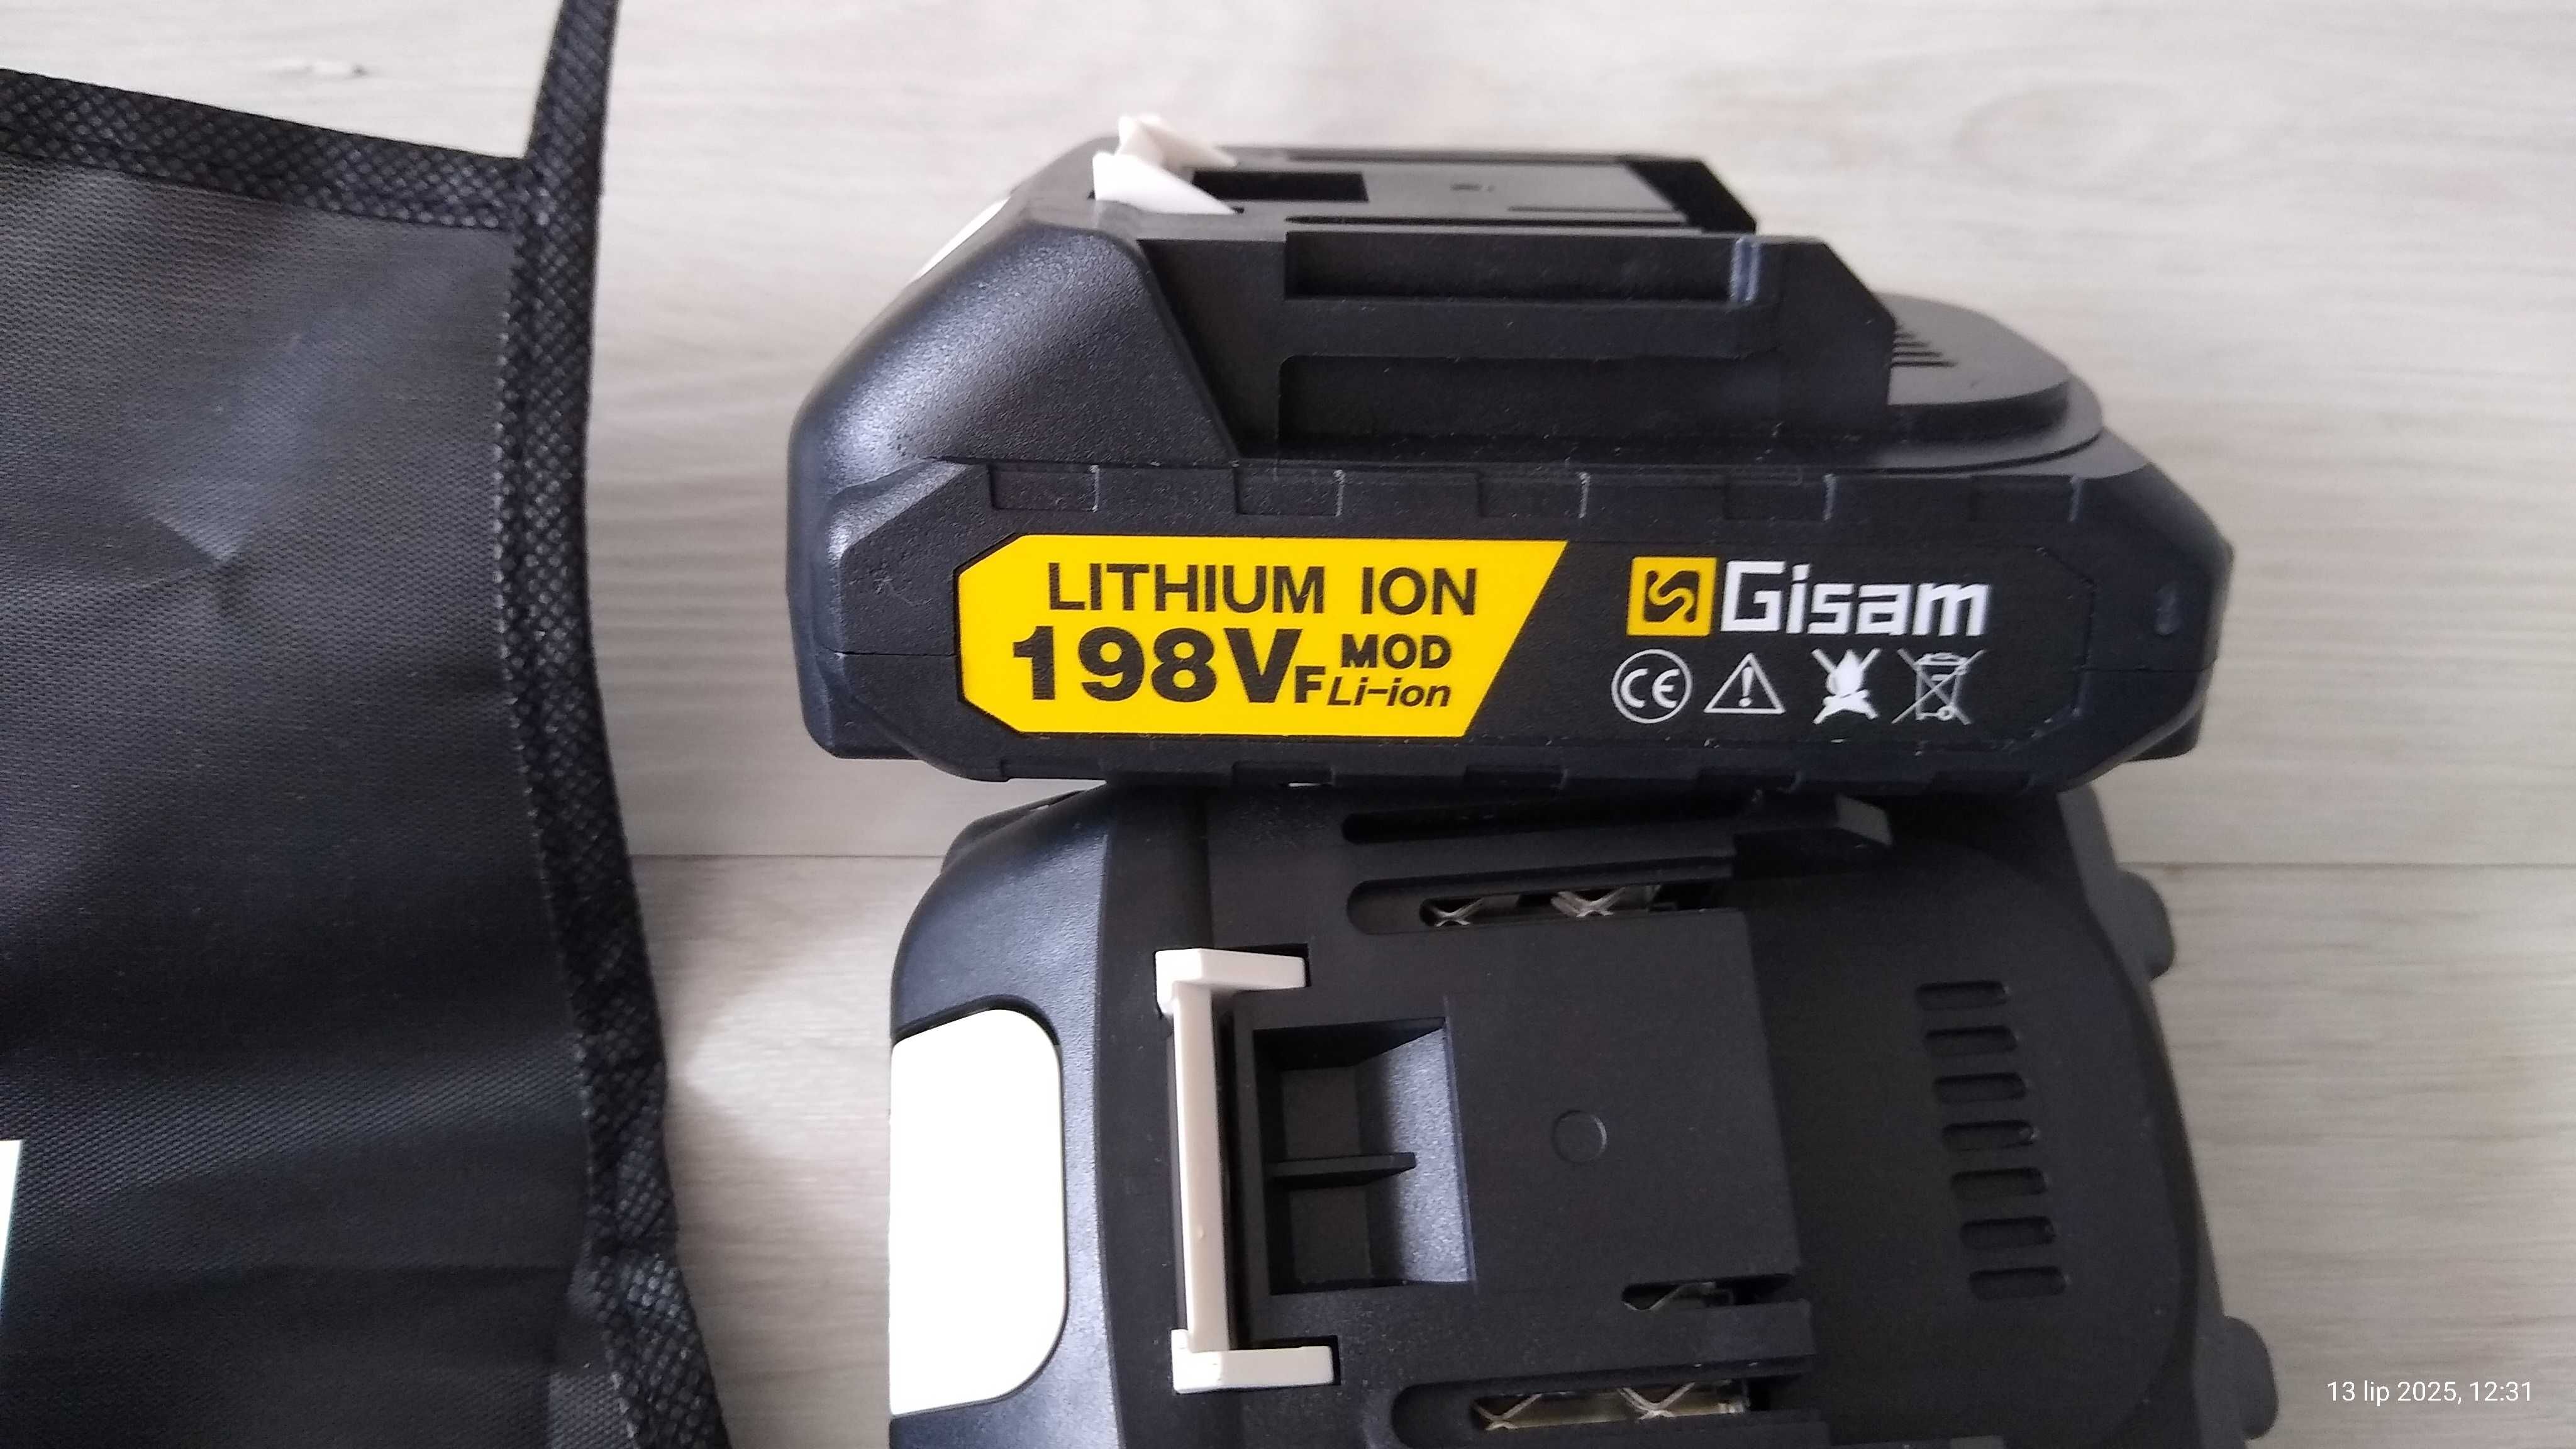 LITHIUM ION
198VF MOD Li-ion
Gisam
CE
13 lip 2025, 12:31